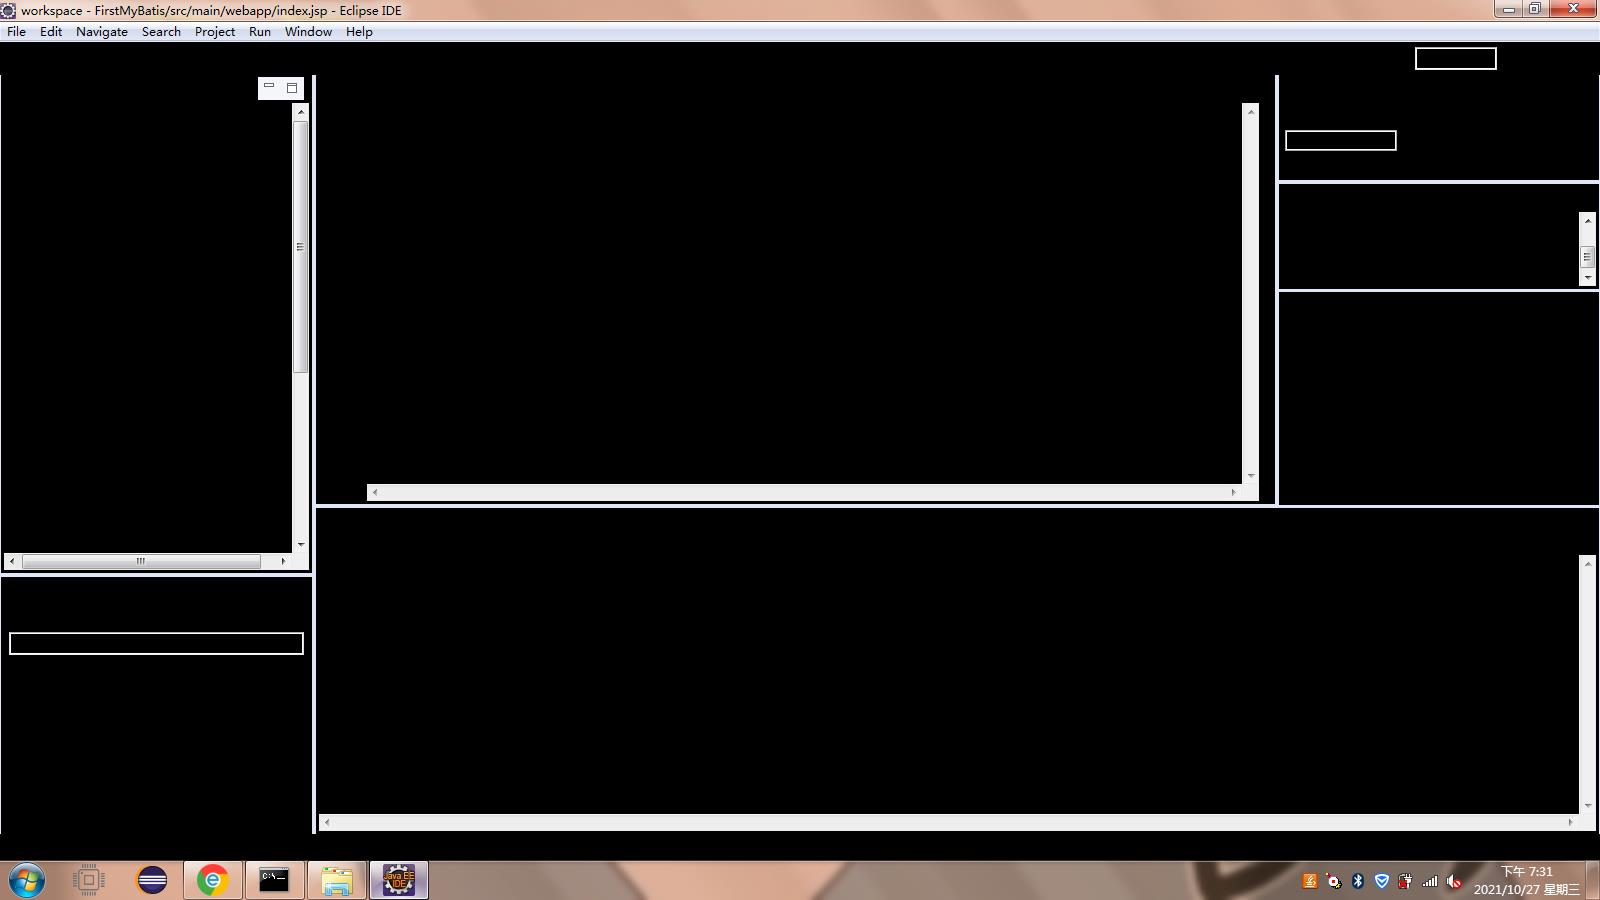 workspace - FirstMyBatis/src/main/webapp/index.jsp - Eclipse IDE
File Edit Navigate Search Project Run Window Help
C:\_
Java EE
IDE
下午 7:31
2021/10/27 星期三